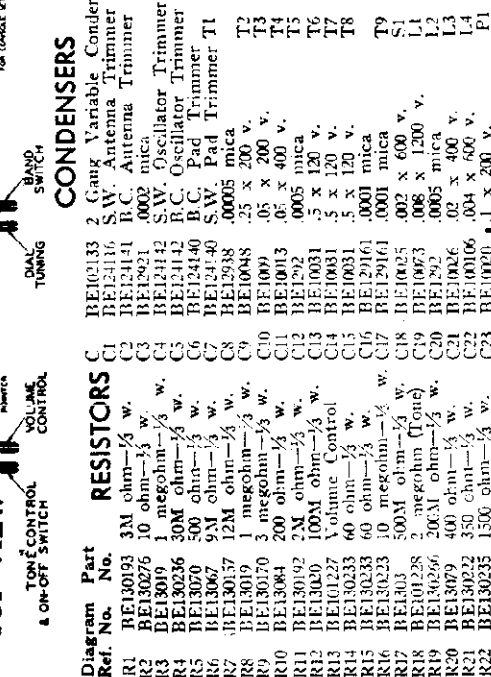 TONE CONTROL
& ON-OFF SWITCH
VOLUME
CONTROL
DIAL
TUNING
BAND
SWITCH
Diagram Part
Ref. No. No.
RESISTORS
R1 BE130193 3M ohm—⅓ w.
R2 BE130276 10 ohm—⅓ w.
R3 BE13019 1 megohm—⅓ w.
R4 BE130236 30M ohm—⅓ w.
R5 BE13070 500 ohm—⅓ w.
R6 BE13067 9M ohm—⅓ w.
R7 BE130157 12M ohm—⅓ w.
R8 BE13019 1 megohm—⅓ w.
R9 BE130170 3 megohm—⅓ w.
R10 BE13084 200 ohm—⅓ w.
R11 BE130192 2M ohm—⅓ w.
R12 BE13020 100M ohm—⅓ w.
R13 BE101227 Volume Control
R14 BE130233 60 ohm—⅓ w.
R15 BE130233 60 ohm—⅓ w.
R16 BE130223 10 megohm—⅓ w.
R17 BE1303 500M ohm—⅓ w.
R18 BE101228 2 megohm (Tone)
R19 BE130266 200M ohm—⅓ w.
R20 BE13079 400 ohm—⅓ w.
R21 BE130222 350 ohm—⅓ w.
R22 BE130235 1500 ohm—⅓ w.
CONDENSERS
C BE102133 2 Gang Variable Conden
C1 BE124116 S.W. Antenna Trimmer
C2 BE124141 B.C. Antenna Trimmer
C3 BE12931 .0002 mica
C4 BE124142 S.W. Oscillator Trimmer
C5 BE124142 B.C. Oscillator Trimmer
C6 BE124140 B.C. Pad Trimmer
C7 BE124140 S.W. Pad Trimmer
C8 BE12938 .00005 mica
C9 BE10048 .25 x 200 v.
C10 BE1009 .05 x 200 v.
C11 BE10013 .05 x 400 v.
C12 BE1292 .0005 mica
C13 BE10031 .5 x 120 v.
C14 BE10031 .5 x 120 v.
C15 BE10031 .5 x 120 v.
C16 BE129161 .0001 mica
C17 BE129161 .0001 mica
C18 BE10025 .002 x 600 v.
C19 BE10073 .008 x 1200 v.
C20 BE1292 .0005 mica
C21 BE10026 .02 x 400 v.
C22 BE100106 .004 x 600 v.
C23 BE10020 .1 x 200 v.
T1
T2
T3
T4
T5
T6
T7
T8
T9
S1
L1
L2
L3
L4
P1